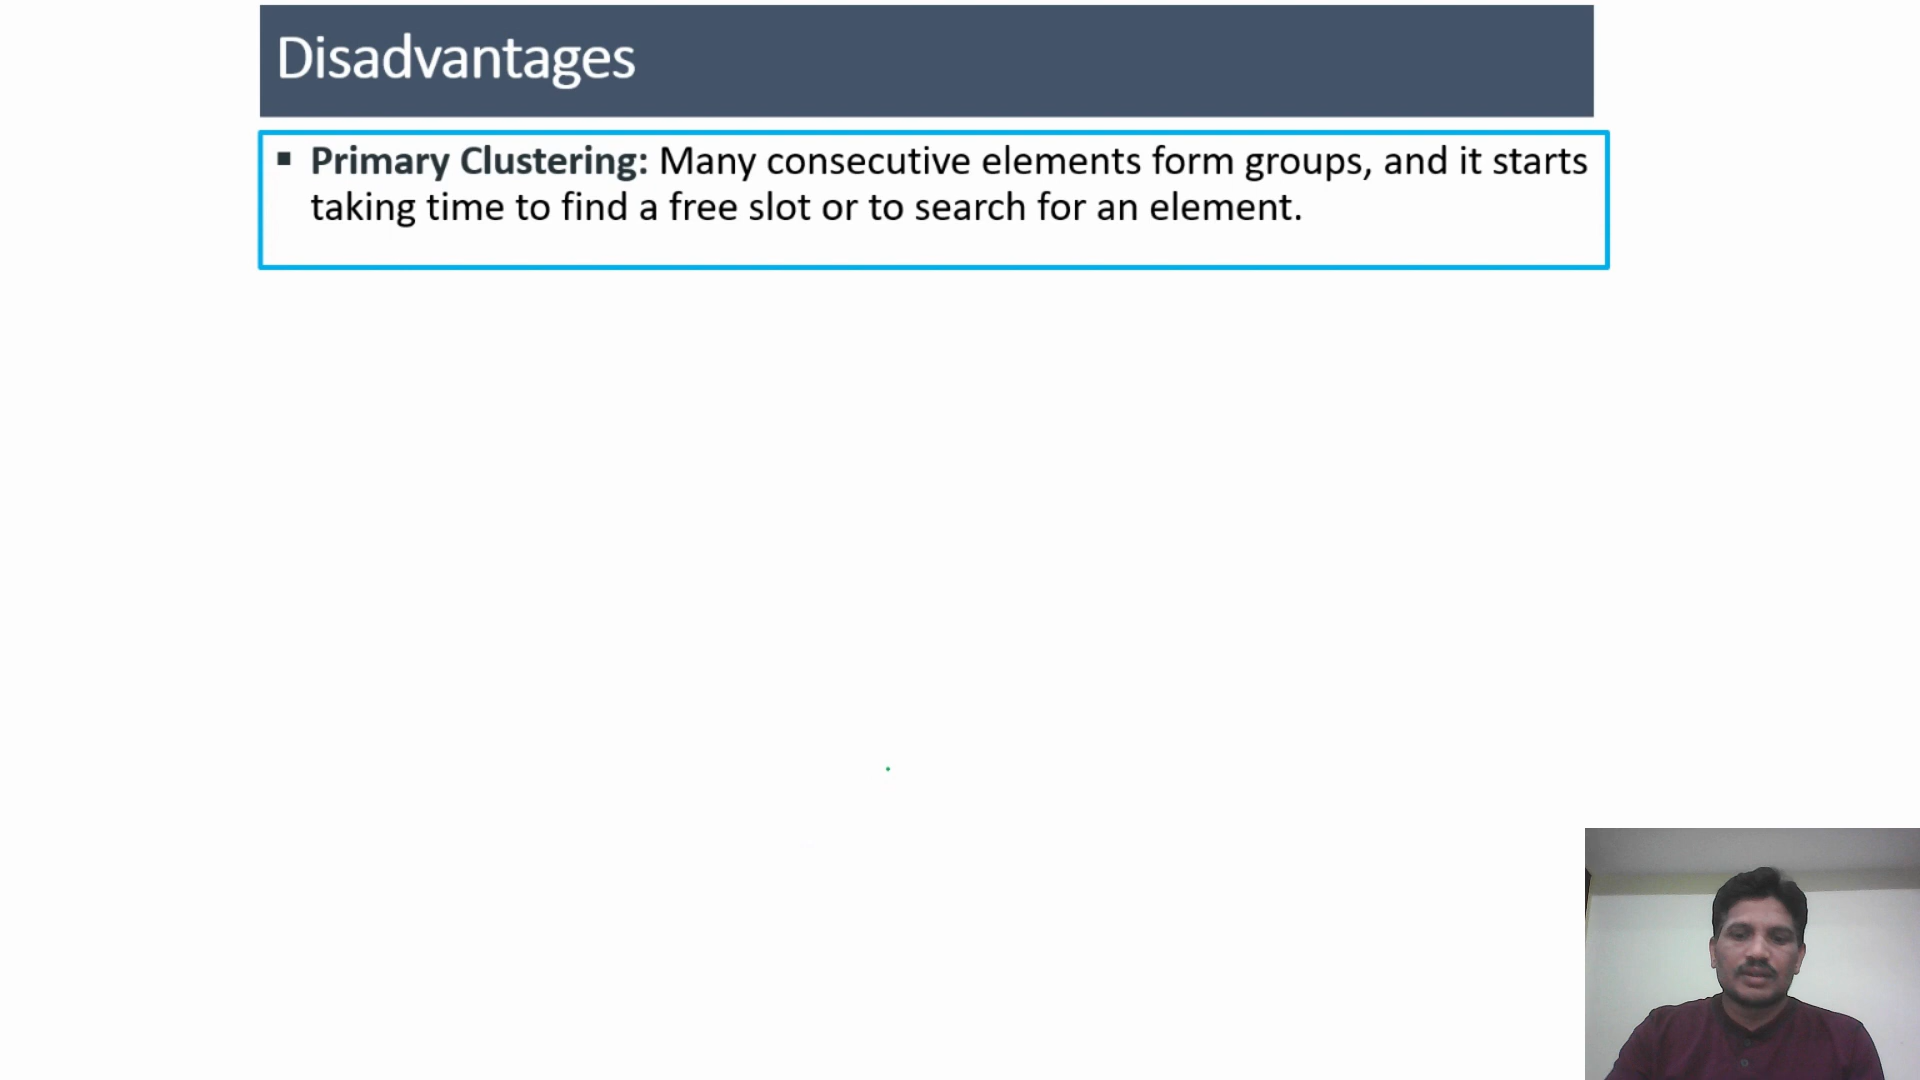 Disadvantages
▪ Primary Clustering: Many consecutive elements form groups, and it starts
taking time to find a free slot or to search for an element.